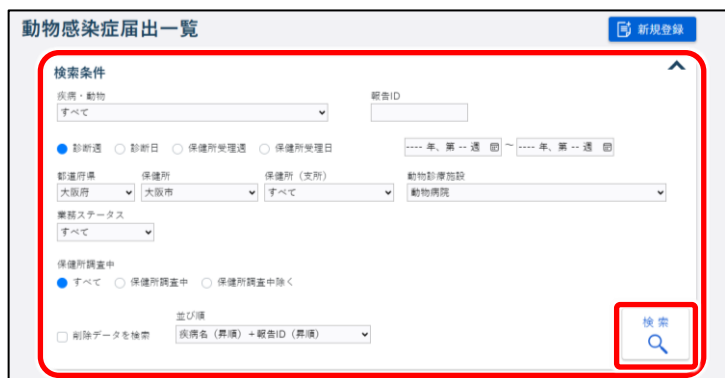 動物感染症届出一覧
新規登録
検索条件
疾病・動物 報告ID
すべて
診断週 診断日 保健所受理週 保健所受理日 ---- 年、第 -- 週 ~ ---- 年、第 -- 週
都道府県 保健所 保健所（支所） 動物診療施設
大阪府 大阪市 すべて 動物病院
業務ステータス
すべて
保健所調査中
すべて 保健所調査中 保健所調査中除く
並び順
削除データを検索 疾病名（昇順）+報告ID（昇順）
検索